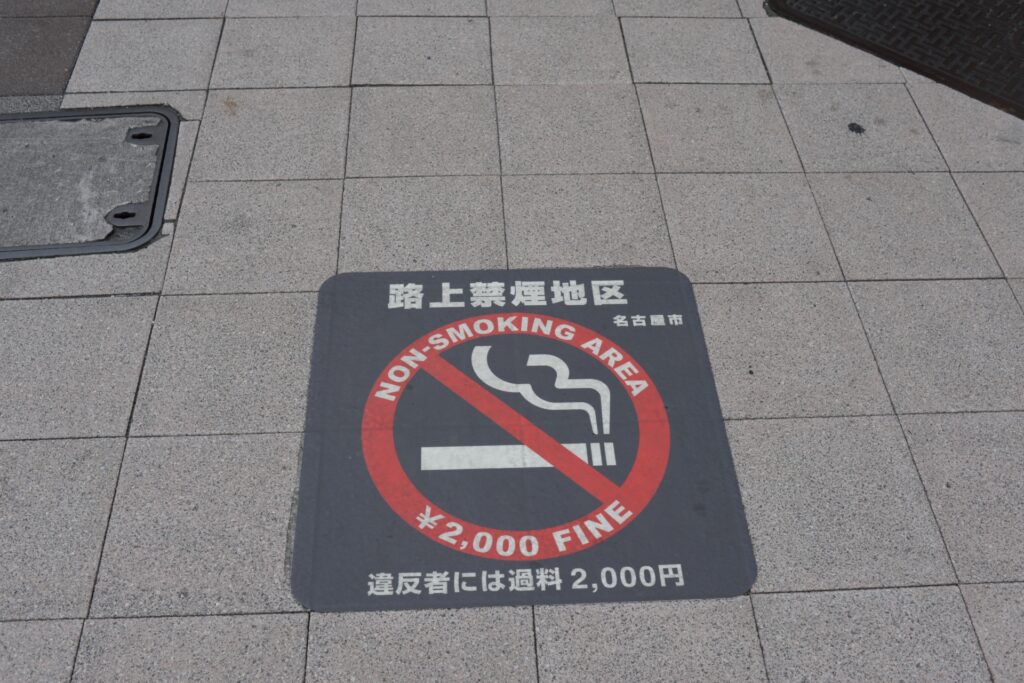 路上禁煙地区
名古屋市
NON-SMOKING AREA
¥2,000 FINE
違反者には過料 2,000円